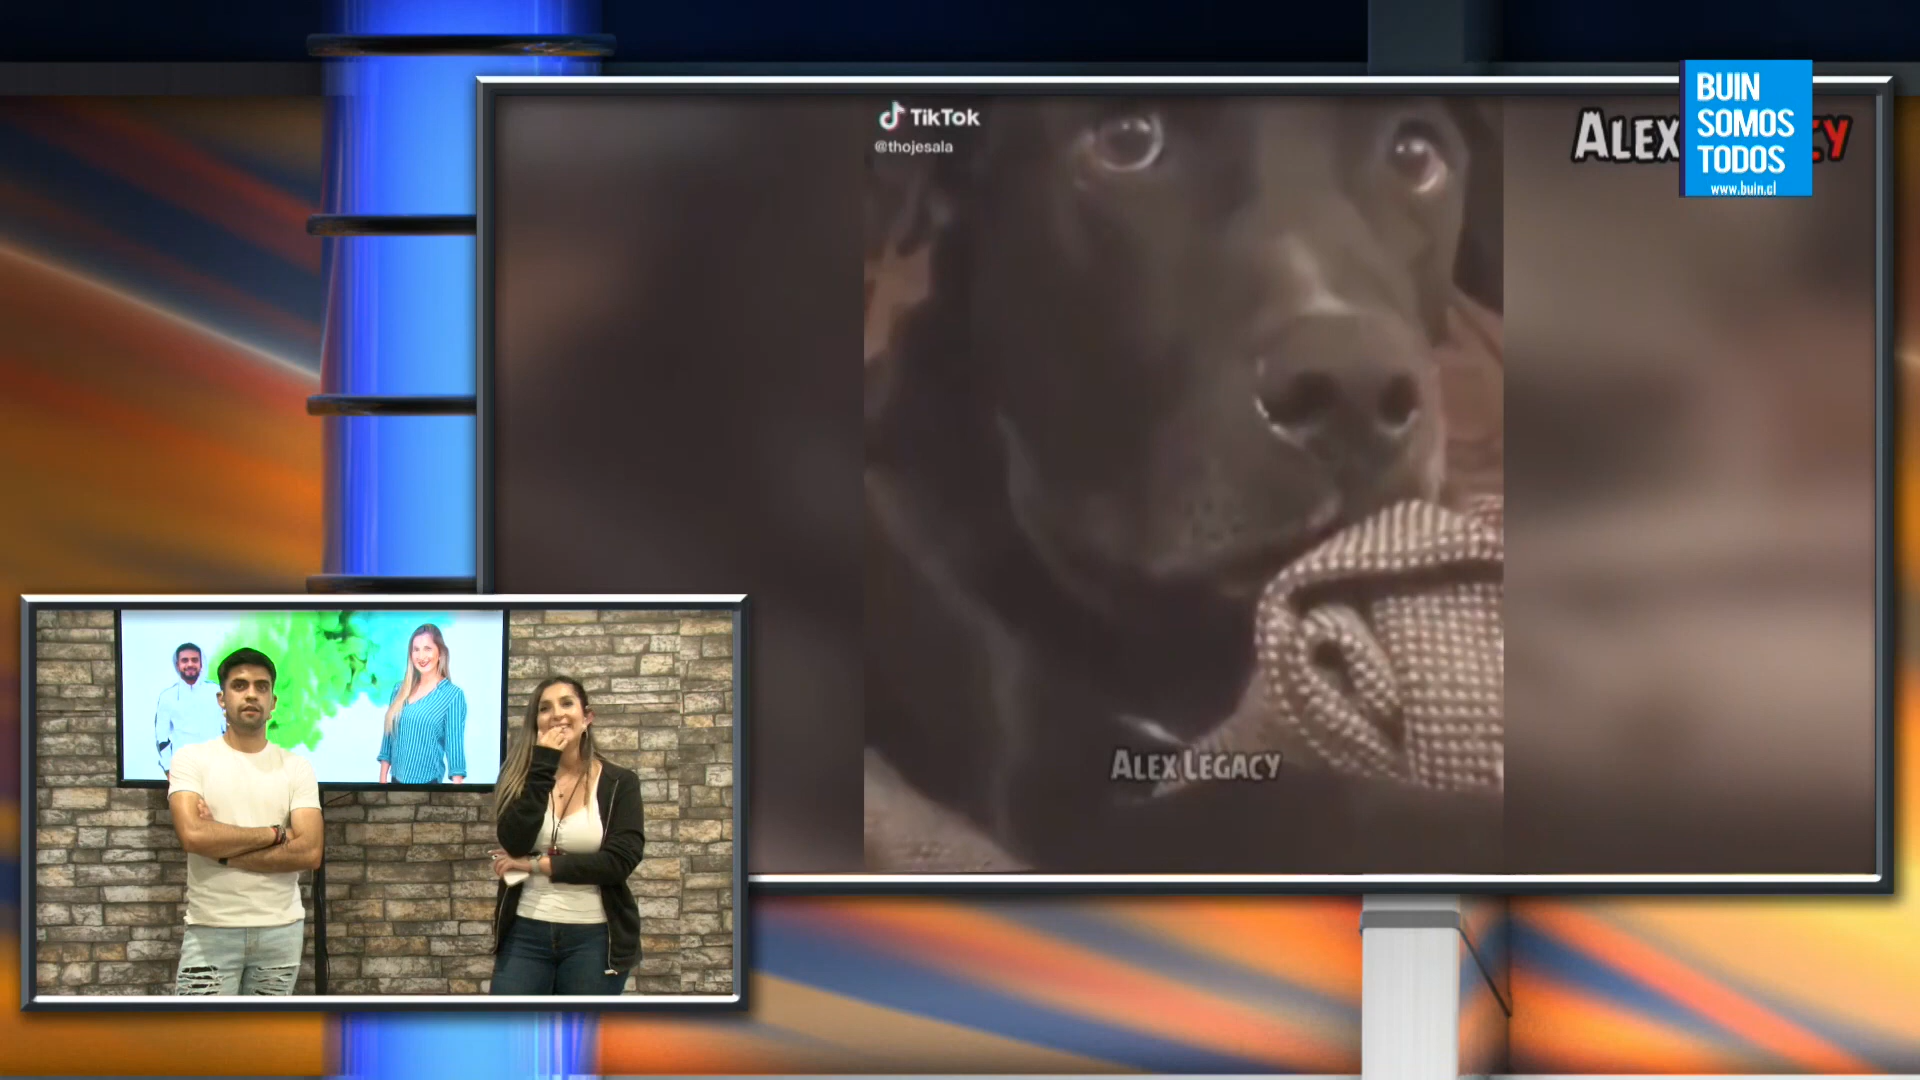 TikTok
@thojesala
ALEX
Y
BUIN
SOMOS
TODOS
www.buin.cl
ALEX LEGACY